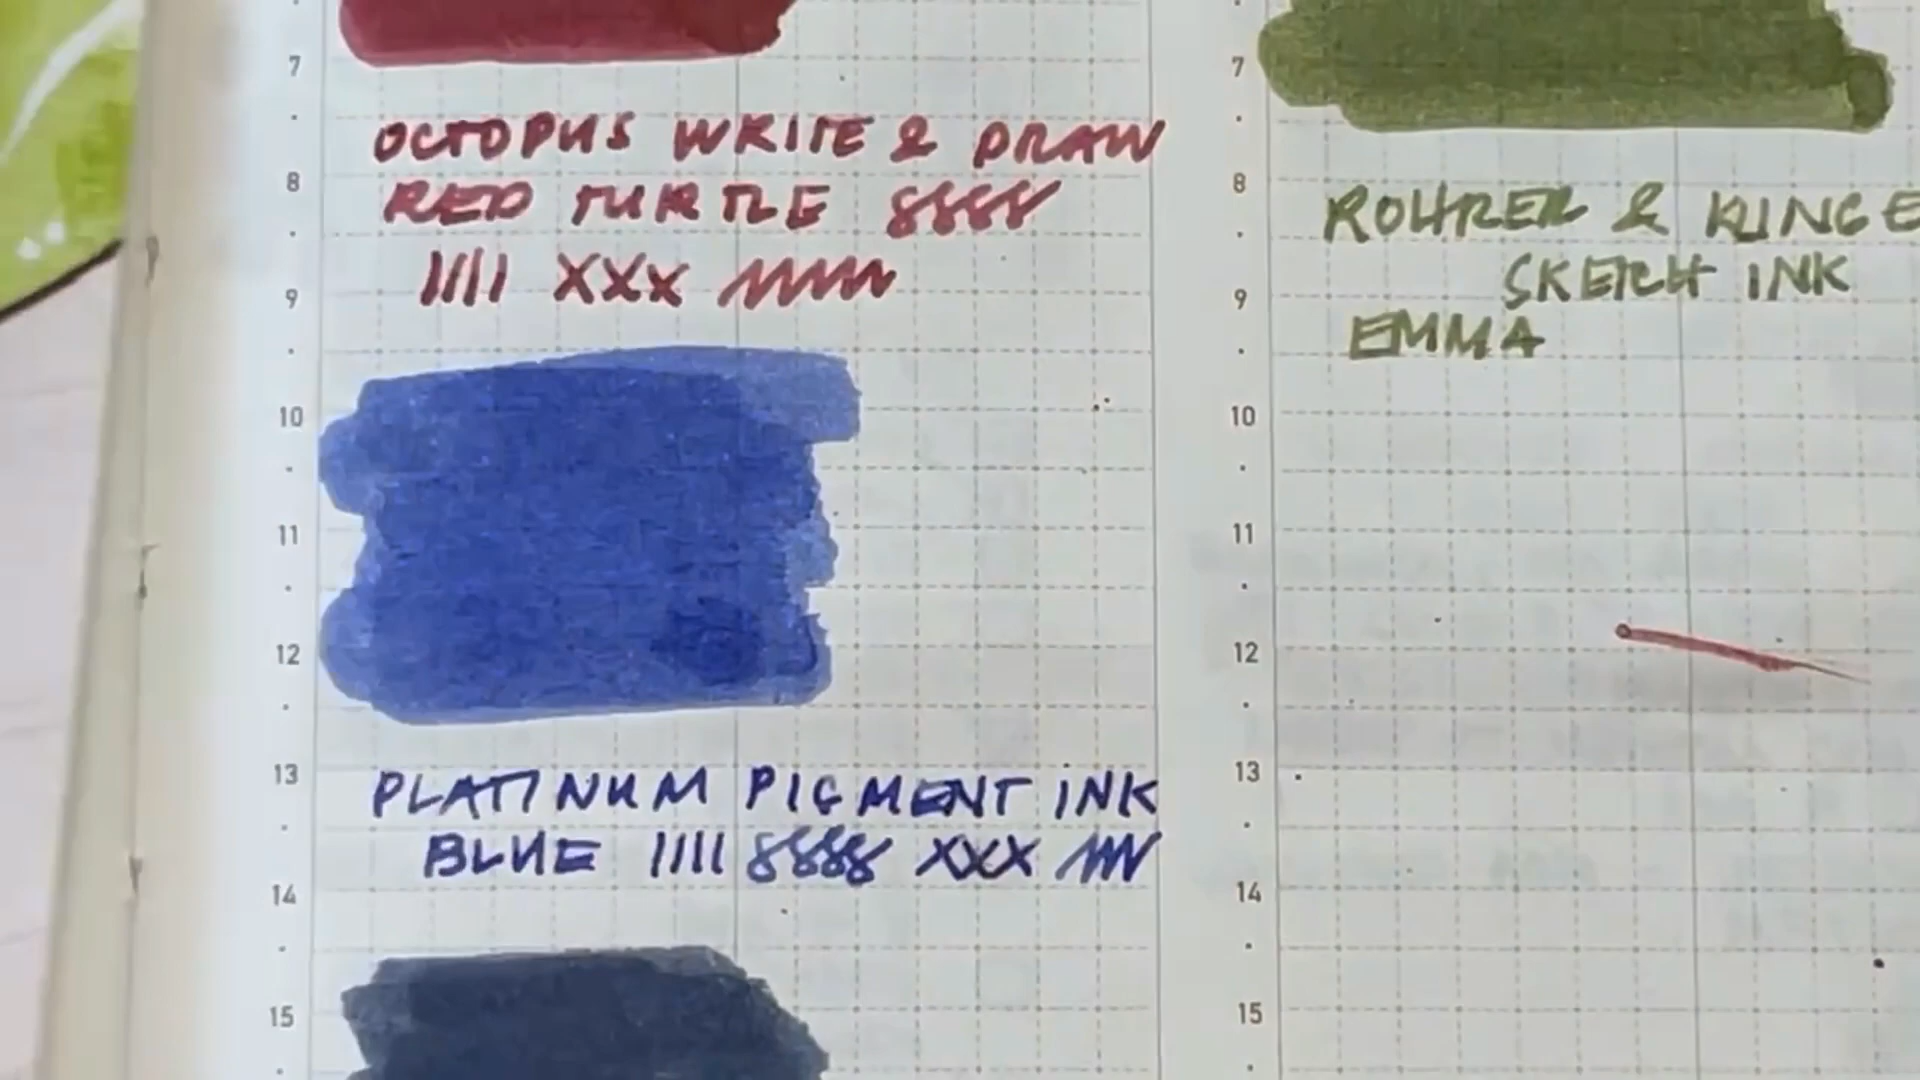 7
OCTOPUS WRITE & DRAW
8
RED TURTLE 8888
9
IIII XXX
10
11
12
13
PLATINUM PIGMENT INK
BLUE IIII 8888 XXX
14
15
7
8
ROHRER & KLINGE
SKETCH INK
9
EMMA
10
11
12
13
14
15